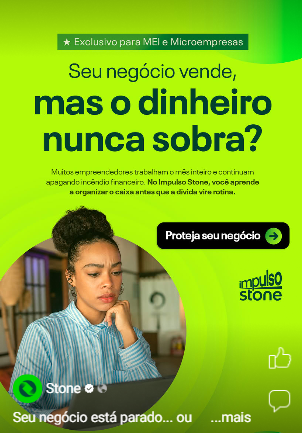 ★ Exclusivo para MEI e Microempresas
Seu negócio vende,
mas o dinheiro
nunca sobra?
Muitos empreendedores trabalham o mês inteiro e continuam
apagando incêndio financeiro. No Impulso Stone, você aprende
a organizar o caixa antes que a dívida vire rotina.
Proteja seu negócio
impulso
stone
Stone
Seu negócio está parado... ou ...mais